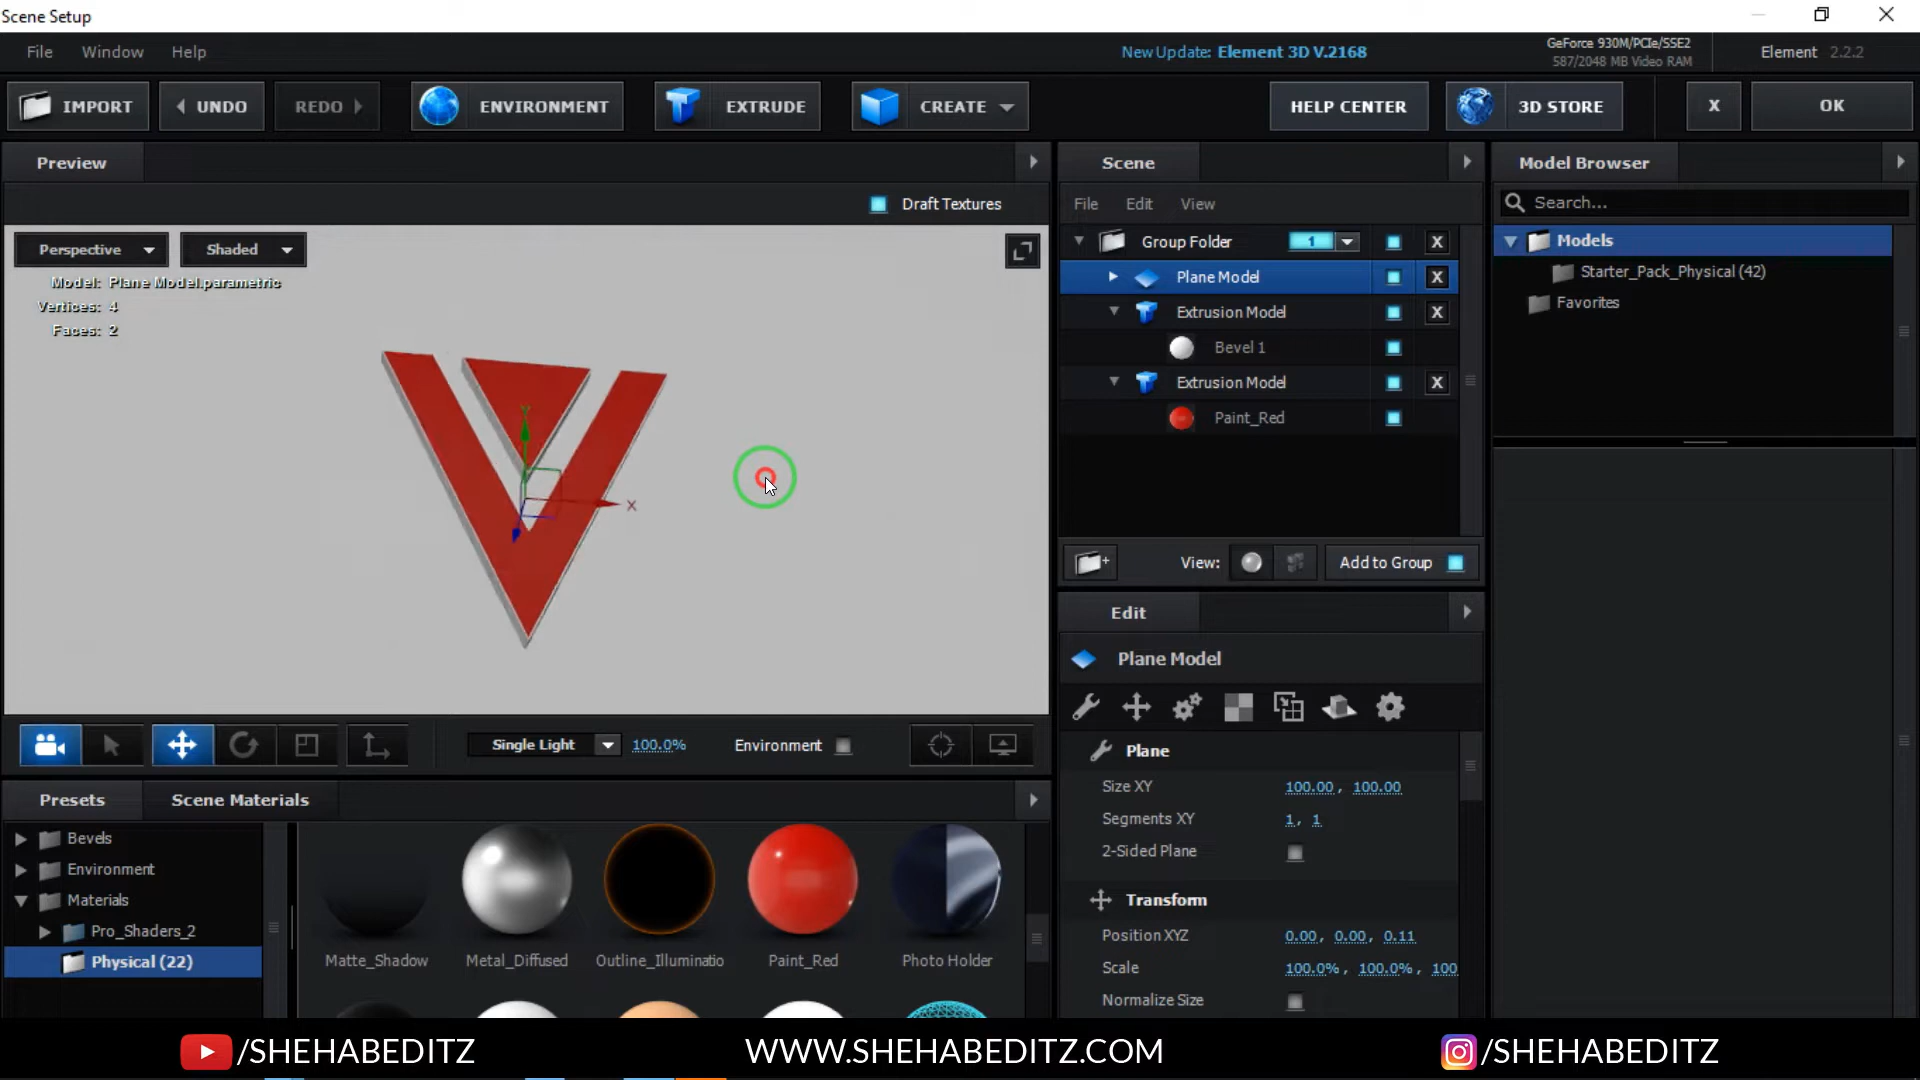 Scene Setup
File Window Help
New Update: Element 3D V.2168
GeForce 930M/PCIe/SSE2
587/2048 MB Video RAM
Element 2.2.2
IMPORT
UNDO
REDO
ENVIRONMENT
EXTRUDE
CREATE
HELP CENTER
3D STORE
X
OK
Preview
Draft Textures
Perspective
Shaded
Model: Plane Model.parametric
Vertices: 4
Faces: 2
Y
X
Single Light
100.0%
Environment
Scene
File Edit View
Group Folder 1 X
Plane Model X
Extrusion Model X
Bevel 1
Extrusion Model X
Paint_Red
View:
Add to Group
Model Browser
Search...
Models
Starter_Pack_Physical (42)
Favorites
Edit
Plane Model
Plane
Size XY 100.00, 100.00
Segments XY 1, 1
2-Sided Plane
Transform
Position XYZ 0.00, 0.00, 0.11
Scale 100.0%, 100.0%, 100
Normalize Size
Presets
Scene Materials
Bevels
Environment
Materials
Pro_Shaders_2
Physical (22)
Matte_Shadow
Metal_Diffused
Outline_Illuminatio
Paint_Red
Photo Holder
/SHEHABEDITZ
WWW.SHEHABEDITZ.COM
/SHEHABEDITZ